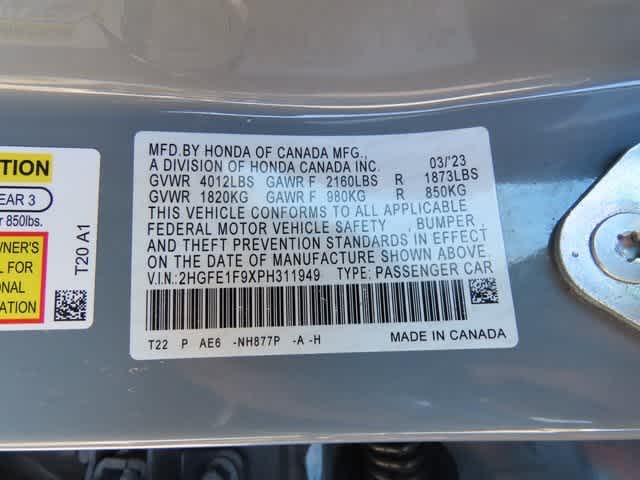 MFD.BY HONDA OF CANADA MFG.,
A DIVISION OF HONDA CANADA INC. 03/'23
GVWR 4012LBS GAWR F 2160LBS R 1873LBS
GVWR 1820KG GAWR F 980KG R 850KG
THIS VEHICLE CONFORMS TO ALL APPLICABLE
FEDERAL MOTOR VEHICLE SAFETY , BUMPER ,
AND THEFT PREVENTION STANDARDS IN EFFECT
ON THE DATE OF MANUFACTURE SHOWN ABOVE.
V.I.N:2HGFE1F9XPH311949 TYPE: PASSENGER CAR
T22 P AE6 -NH877P -A -H MADE IN CANADA
TION
EAR 3
r 850lbs.
WNER'S
L FOR
ONAL
ATION
T20 A1